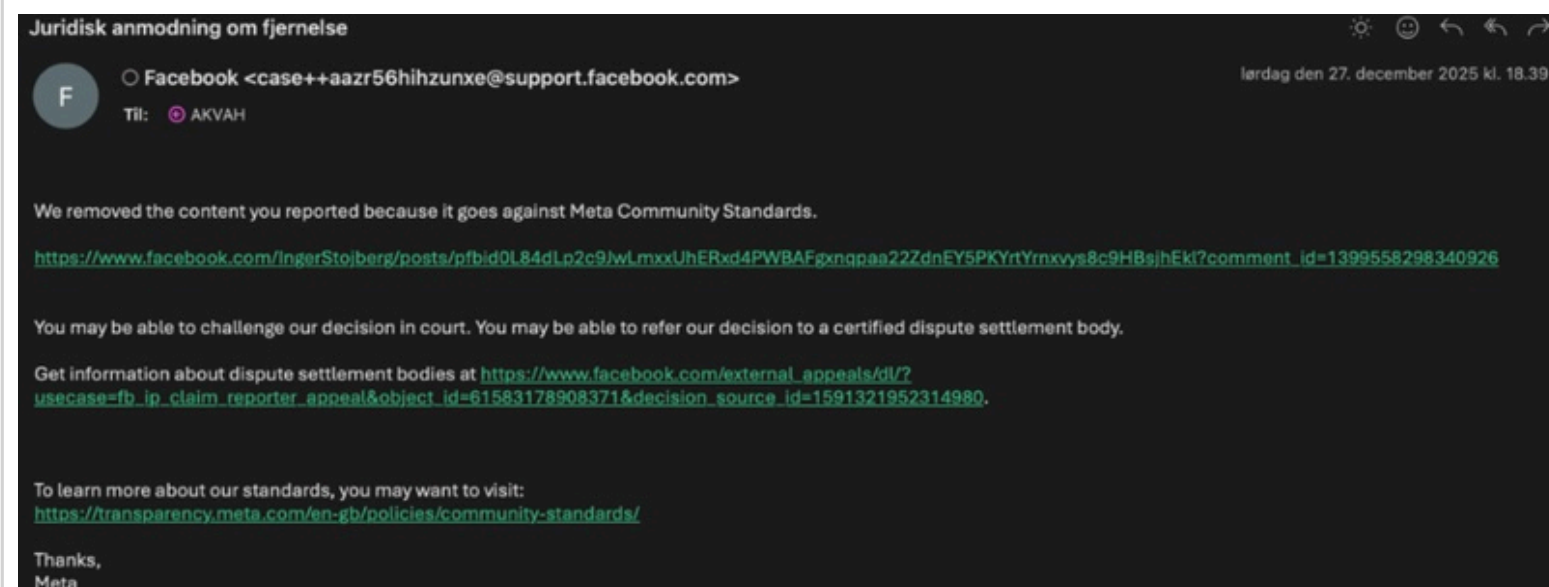 Juridisk anmodning om fjernelse
Facebook <case++aazr56hihzunxe@support.facebook.com>
lørdag den 27. december 2025 kl. 18.39
F
Til: AKVAH
We removed the content you reported because it goes against Meta Community Standards.
https://www.facebook.com/IngerStojberg/posts/pfbid0L84dLp2c9JwLmxxUhERxd4PWBAFgxnqpaa22ZdnEY5PKYrtYrnxvys8c9HBsjhEkl?comment_id=1399558298340926
You may be able to challenge our decision in court. You may be able to refer our decision to a certified dispute settlement body.
Get information about dispute settlement bodies at https://www.facebook.com/external_appeals/dl/?
usecase=fb_ip_claim_reporter_appeal&object_id=61583178908371&decision_source_id=1591321952314980.
To learn more about our standards, you may want to visit:
https://transparency.meta.com/en-gb/policies/community-standards/
Thanks,
Meta